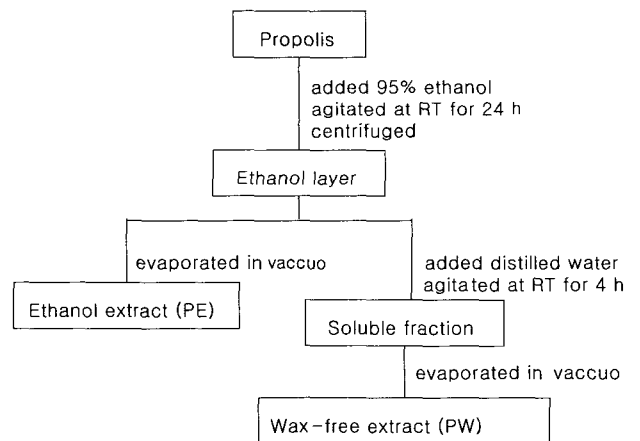 Propolis
added 95% ethanol
agitated at RT for 24 h
centrifuged
Ethanol layer
evaporated in vaccuo
added distilled water
agitated at RT for 4 h
Ethanol extract (PE)
Soluble fraction
evaporated in vaccuo
Wax-free extract (PW)